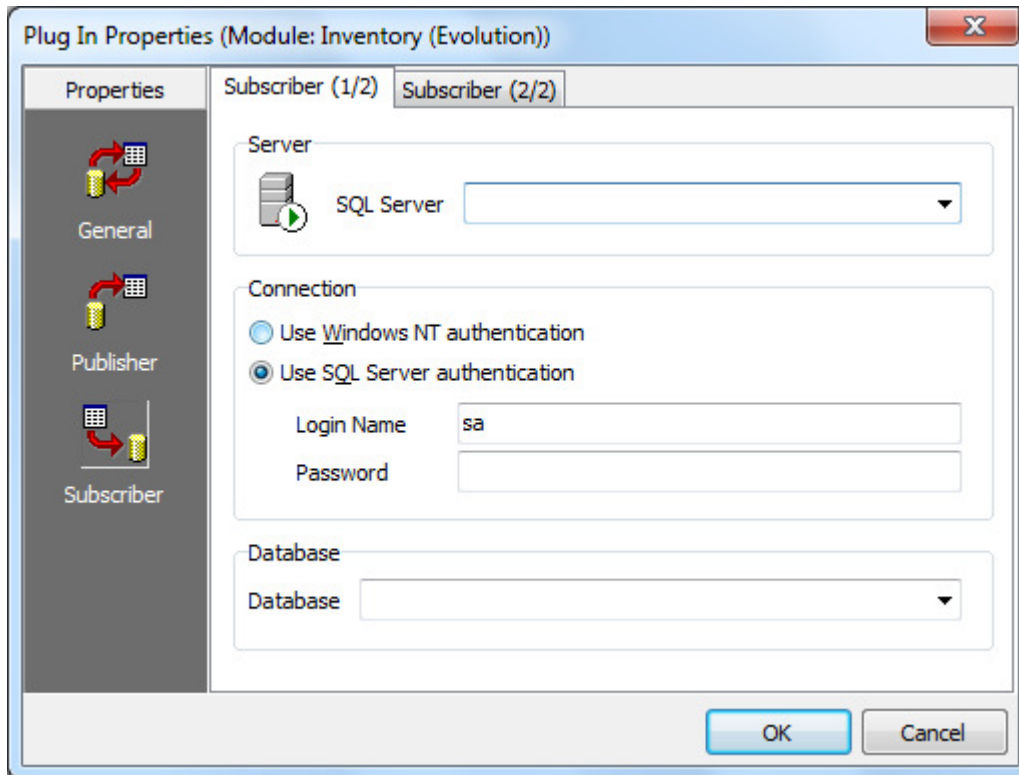 Plug In Properties (Module: Inventory (Evolution))
Properties
Subscriber (1/2)
Subscriber (2/2)
General
Publisher
Subscriber
Server
SQL Server
Connection
Use Windows NT authentication
Use SQL Server authentication
Login Name sa
Password
Database
Database
OK
Cancel